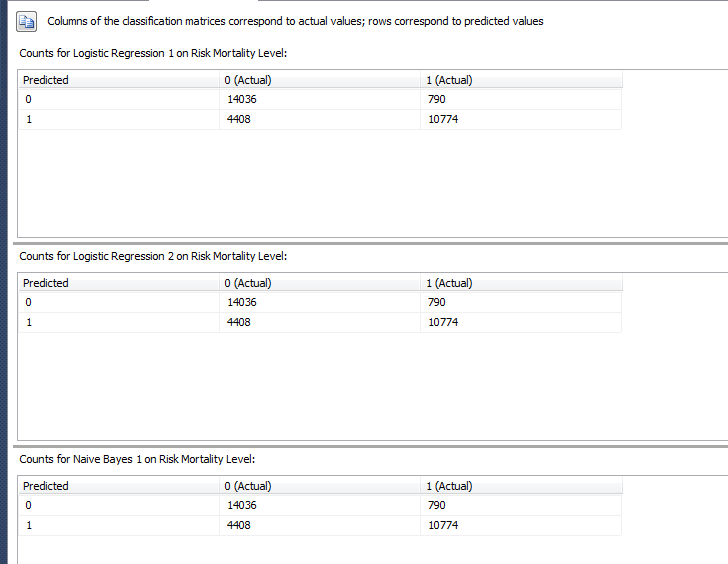 Columns of the classification matrices correspond to actual values; rows correspond to predicted values
Counts for Logistic Regression 1 on Risk Mortality Level:
Predicted 0 (Actual) 1 (Actual)
0 14036 790
1 4408 10774
Counts for Logistic Regression 2 on Risk Mortality Level:
Predicted 0 (Actual) 1 (Actual)
0 14036 790
1 4408 10774
Counts for Naive Bayes 1 on Risk Mortality Level:
Predicted 0 (Actual) 1 (Actual)
0 14036 790
1 4408 10774